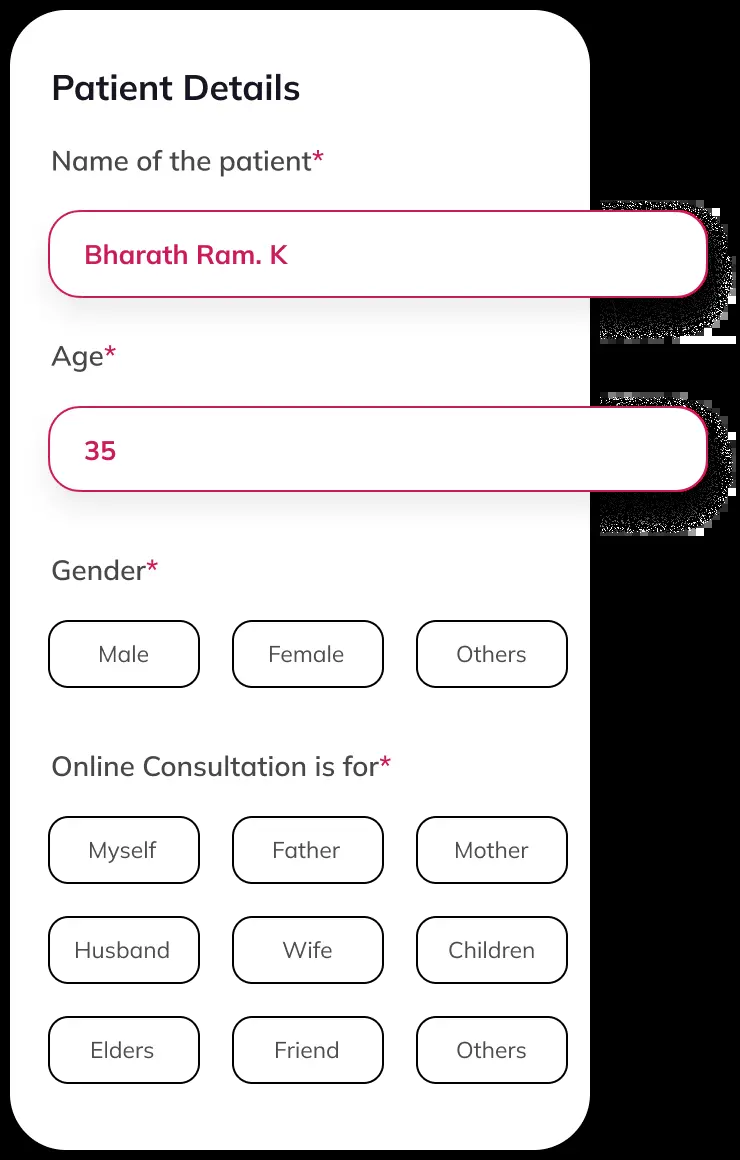 Patient Details
Name of the patient*
Bharath Ram. K
Age*
35
Gender*
Male Female Others
Online Consultation is for*
Myself Father Mother
Husband Wife Children
Elders Friend Others